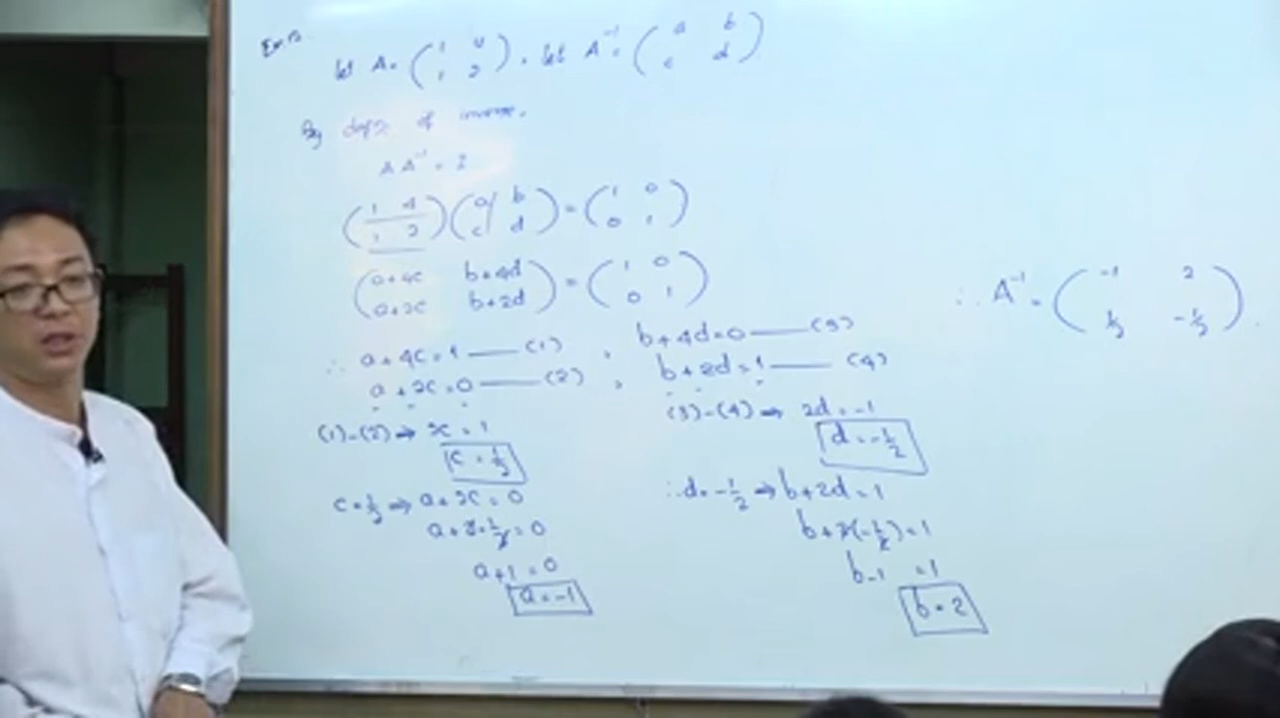 let A = ( 1 4 ; 1 2 ) , let A⁻¹ = ( a b ; c d )
By defn of inverse.
A A⁻¹ = I
( 1 4 ; 1 2 ) ( a b ; c d ) = ( 1 0 ; 0 1 )
( a+4c b+4d ; a+2c b+2d ) = ( 1 0 ; 0 1 )
∴ a+4c=1 —— (1) , b+4d=0 —— (3)
a+2c=0 —— (2) , b+2d=1 —— (4)
(1)-(2) ⇒ 2c = 1
c = 1/2
c = 1/2 ⇒ a+2c = 0
a+2·1/2 = 0
a+1 = 0
a = -1
(3)-(4) ⇒ 2d = -1
d = -1/2
∴ d = -1/2 ⇒ b+2d = 1
b+2(-1/2) = 1
b-1 = 1
b = 2
∴ A⁻¹ = ( -1 2 ; 1/2 -1/2 ) .